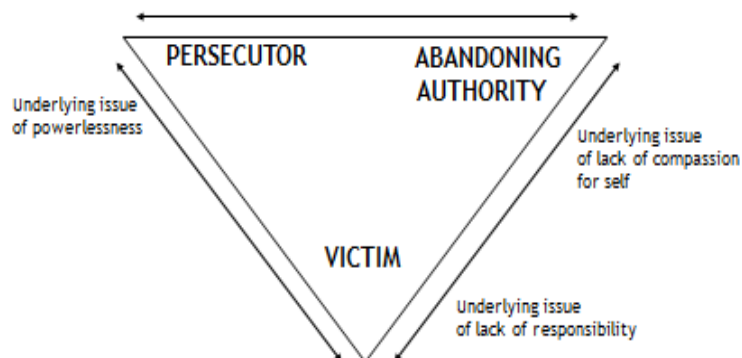 PERSECUTOR
ABANDONING
AUTHORITY
Underlying issue
of powerlessness
Underlying issue
of lack of compassion
for self
VICTIM
Underlying issue
of lack of responsibility